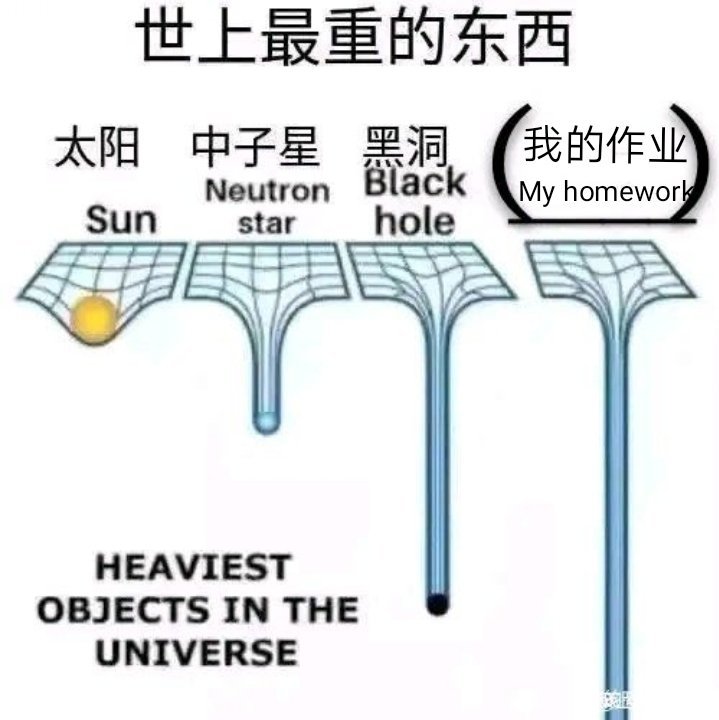 世上最重的东西
太阳
Sun
中子星
Neutron
star
黑洞
Black
hole
我的作业
My homework
HEAVIEST
OBJECTS IN THE
UNIVERSE